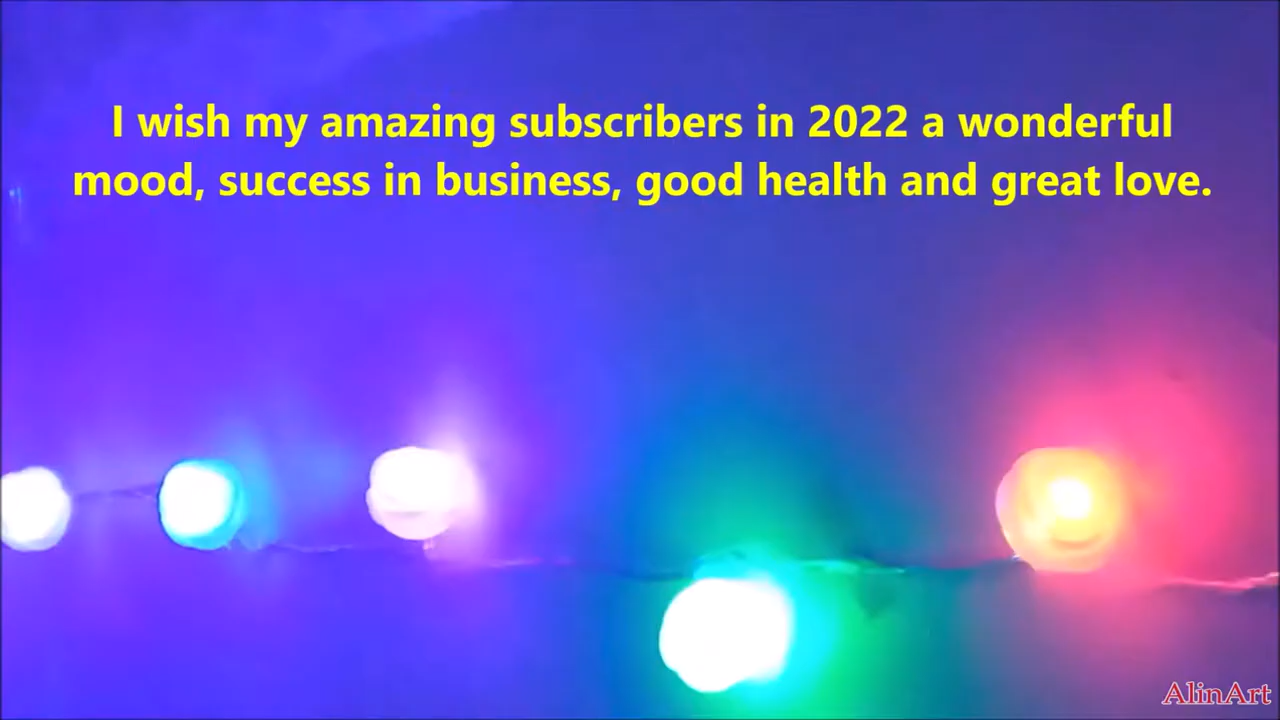 I wish my amazing subscribers in 2022 a wonderful
mood, success in business, good health and great love.
AlinArt